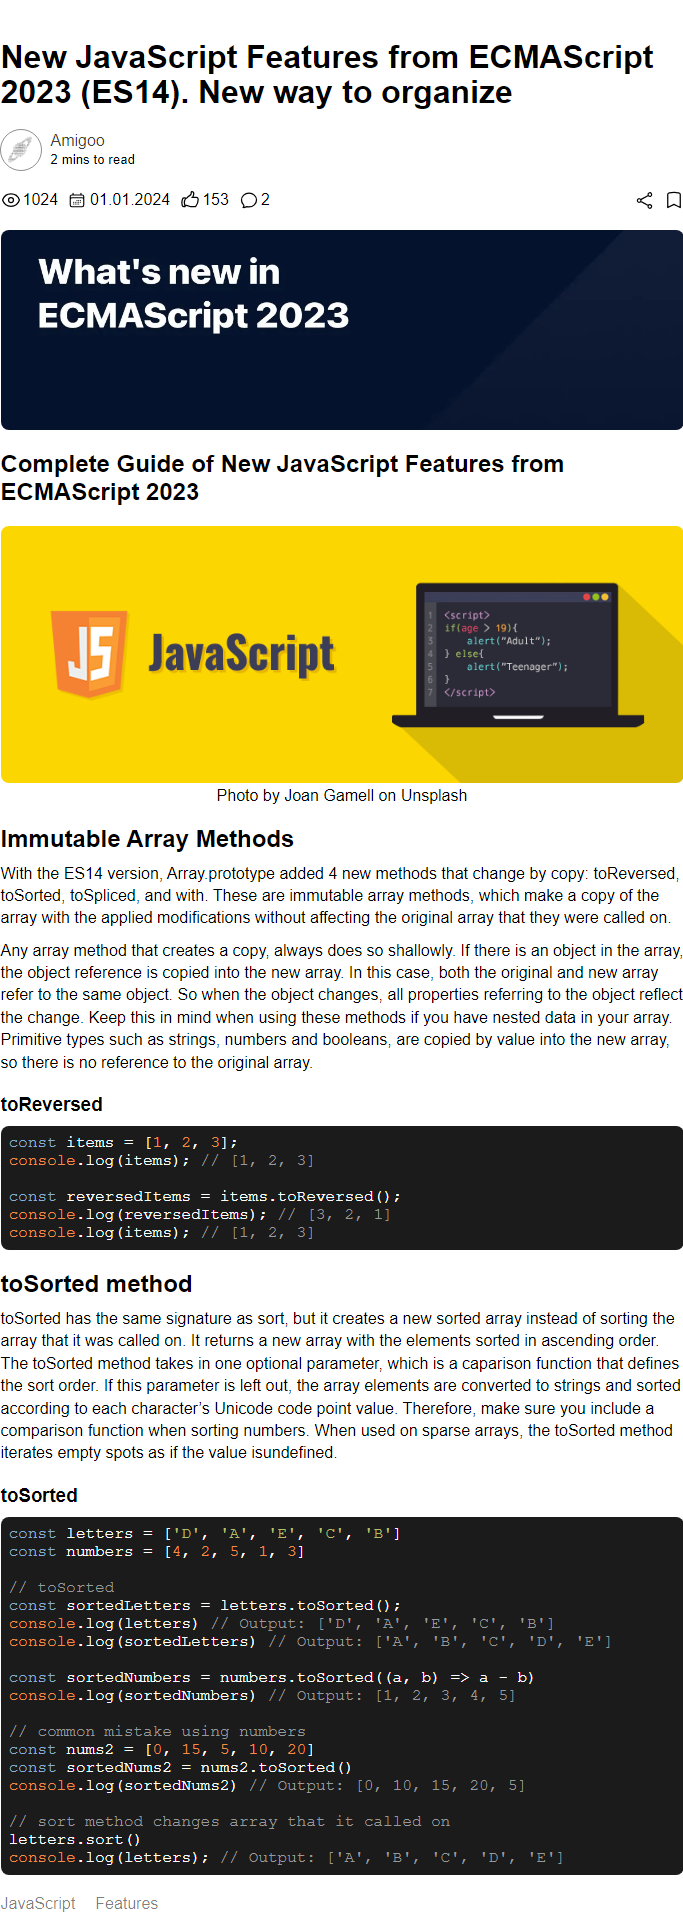 New JavaScript Features from ECMAScript
2023 (ES14). New way to organize
Amigoo
2 mins to read
1024 01.01.2024 153 2
What's new in
ECMAScript 2023
Complete Guide of New JavaScript Features from
ECMAScript 2023
JS JavaScript
1 <script>
2 if(age > 19){
3 alert("Adult");
4 } else{
5 alert("Teenager");
6 }
7 </script>
Photo by Joan Gamell on Unsplash
Immutable Array Methods
With the ES14 version, Array.prototype added 4 new methods that change by copy: toReversed,
toSorted, toSpliced, and with. These are immutable array methods, which make a copy of the
array with the applied modifications without affecting the original array that they were called on.
Any array method that creates a copy, always does so shallowly. If there is an object in the array,
the object reference is copied into the new array. In this case, both the original and new array
refer to the same object. So when the object changes, all properties referring to the object reflect
the change. Keep this in mind when using these methods if you have nested data in your array.
Primitive types such as strings, numbers and booleans, are copied by value into the new array,
so there is no reference to the original array.
toReversed
const items = [1, 2, 3];
console.log(items); // [1, 2, 3]
const reversedItems = items.toReversed();
console.log(reversedItems); // [3, 2, 1]
console.log(items); // [1, 2, 3]
toSorted method
toSorted has the same signature as sort, but it creates a new sorted array instead of sorting the
array that it was called on. It returns a new array with the elements sorted in ascending order.
The toSorted method takes in one optional parameter, which is a caparison function that defines
the sort order. If this parameter is left out, the array elements are converted to strings and sorted
according to each character’s Unicode code point value. Therefore, make sure you include a
comparison function when sorting numbers. When used on sparse arrays, the toSorted method
iterates empty spots as if the value isundefined.
toSorted
const letters = ['D', 'A', 'E', 'C', 'B']
const numbers = [4, 2, 5, 1, 3]
// toSorted
const sortedLetters = letters.toSorted();
console.log(letters) // Output: ['D', 'A', 'E', 'C', 'B']
console.log(sortedLetters) // Output: ['A', 'B', 'C', 'D', 'E']
const sortedNumbers = numbers.toSorted((a, b) => a - b)
console.log(sortedNumbers) // Output: [1, 2, 3, 4, 5]
// common mistake using numbers
const nums2 = [0, 15, 5, 10, 20]
const sortedNums2 = nums2.toSorted()
console.log(sortedNums2) // Output: [0, 10, 15, 20, 5]
// sort method changes array that it called on
letters.sort()
console.log(letters); // Output: ['A', 'B', 'C', 'D', 'E']
JavaScript Features